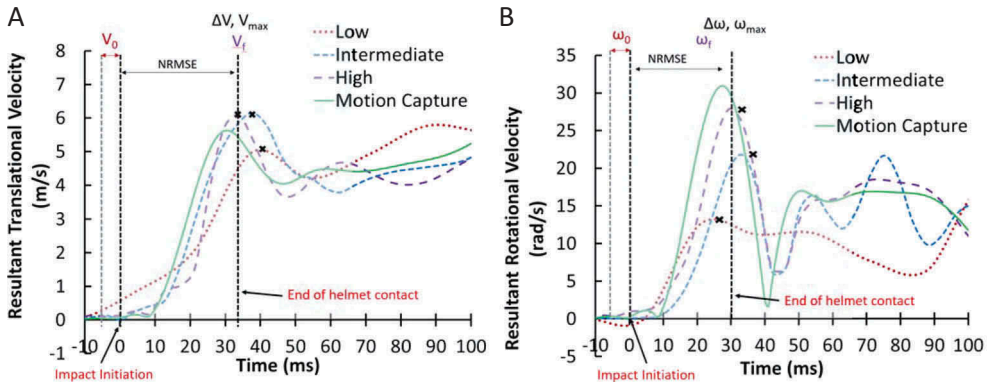 A
ΔV, Vmax
V0
Vf
NRMSE
Low
Intermediate
High
Motion Capture
Resultant Translational Velocity
(m/s)
8
7
6
5
4
3
2
1
0
-1
-10 0 10 20 30 40 50 60 70 80 90 100
End of helmet contact
Time (ms)
Impact Initiation
B
Δω, ωmax
ω0
ωf
NRMSE
Low
Intermediate
High
Motion Capture
Resultant Rotational Velocity
(rad/s)
35
30
25
20
15
10
5
0
-5
-10 0 10 20 30 40 50 60 70 80 90 100
End of helmet contact
Time (ms)
Impact Initiation